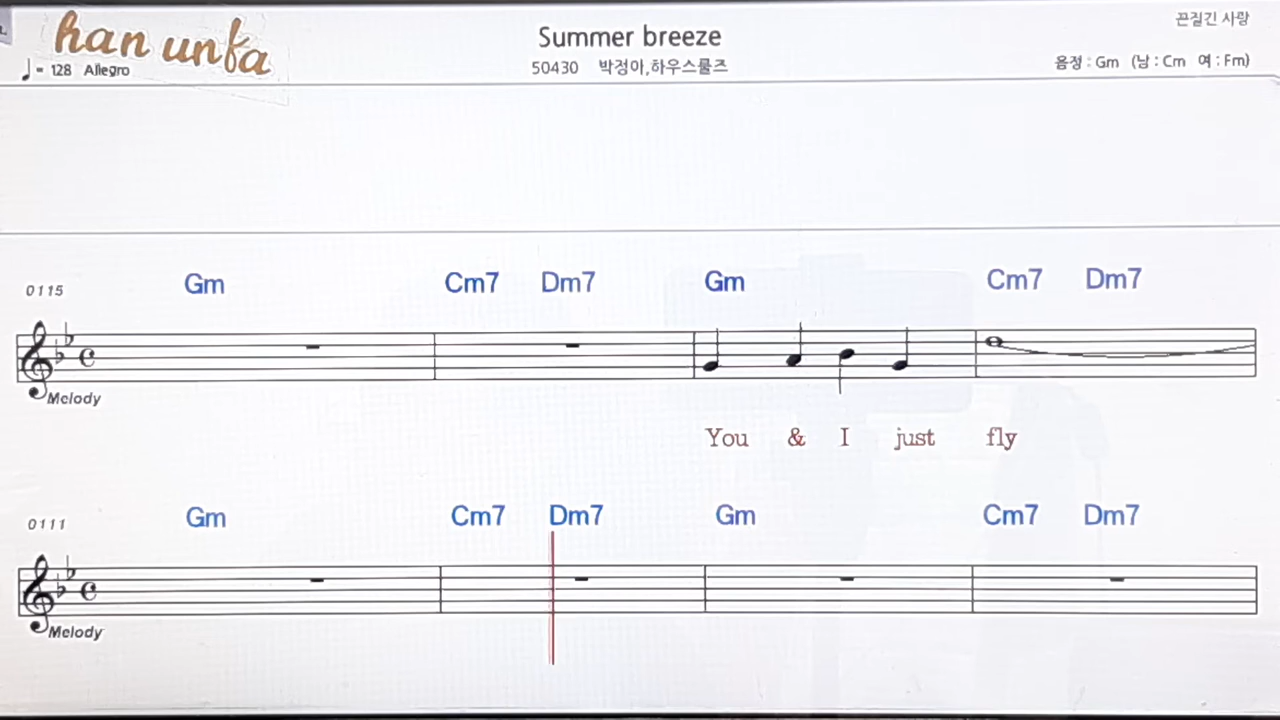 han unka
Summer breeze
끈질긴 사랑
♩= 128 Allegro
50430 박정아,하우스룰즈
음정 : Gm (남 : Cm 여 : Fm)
0115 Gm Cm7 Dm7 Gm Cm7 Dm7
Melody
You & I just fly
0111 Gm Cm7 Dm7 Gm Cm7 Dm7
Melody